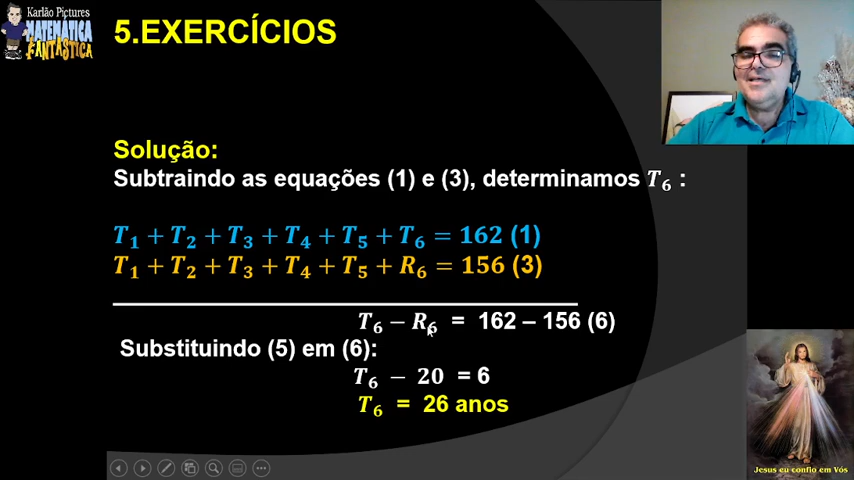 Karlão Pictures
MATEMÁTICA
FANTÁSTICA
5.EXERCÍCIOS
Solução:
Subtraindo as equações (1) e (3), determinamos T₆ :
T₁ + T₂ + T₃ + T₄ + T₅ + T₆ = 162 (1)
T₁ + T₂ + T₃ + T₄ + T₅ + R₆ = 156 (3)
T₆ − R₆ = 162 – 156 (6)
Substituindo (5) em (6):
T₆ − 20 = 6
T₆ = 26 anos
Jesus eu confio em Vós